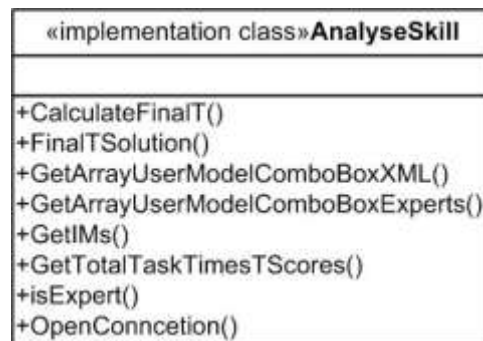 «implementation class»AnalyseSkill
+CalculateFinalT()
+FinalTSolution()
+GetArrayUserModelComboBoxXML()
+GetArrayUserModelComboBoxExperts()
+GetIMs()
+GetTotalTaskTimesTScores()
+isExpert()
+OpenConncetion()